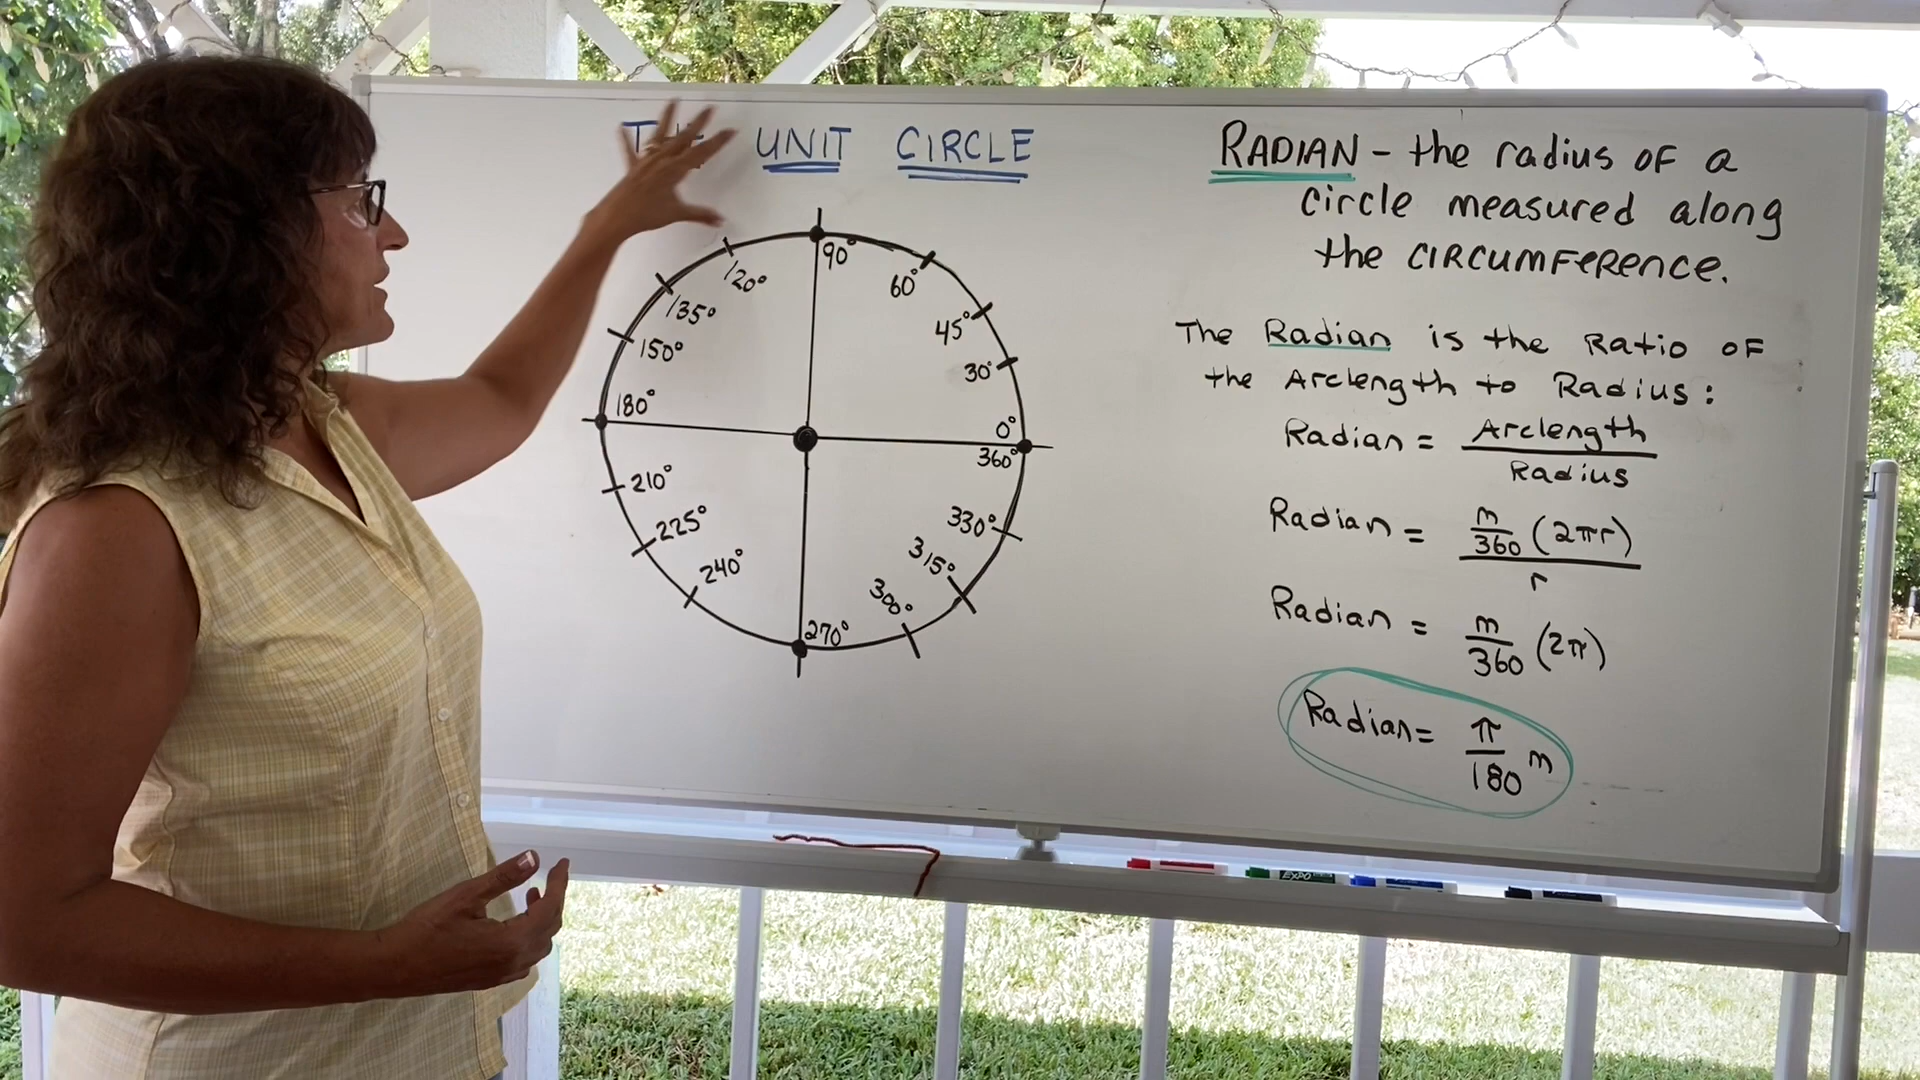 THE UNIT CIRCLE
90°
120°
60°
135°
45°
150°
30°
180°
0°
360°
210°
330°
225°
315°
240°
300°
270°
RADIAN - the radius OF a
circle measured along
the CIRCUMFERENCE.
The Radian is the Ratio OF
the Arclength to Radius:
Radian = Arclength
Radius
Radian = m/360 (2πr)
r
Radian = m/360 (2π)
Radian = π/180 m
EXPO